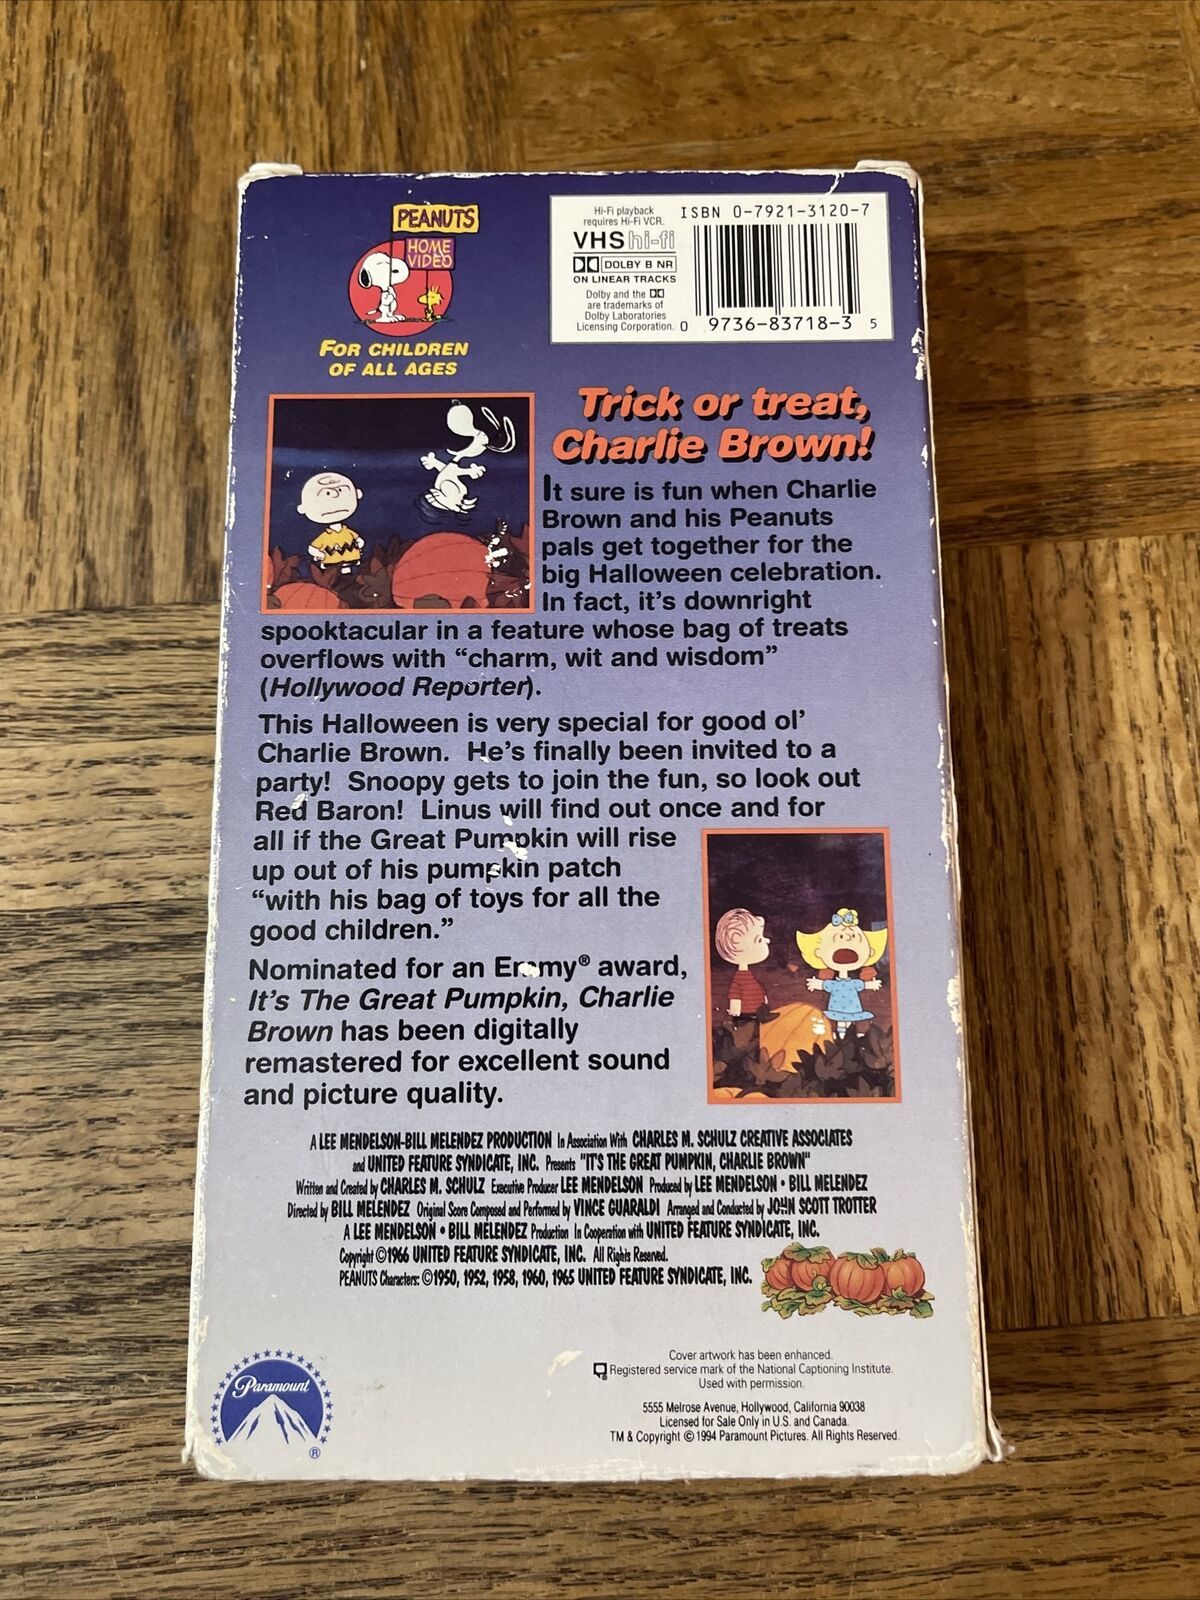 PEANUTS
HOME
VIDEO
FOR CHILDREN
OF ALL AGES
Hi-Fi playback
requires Hi-Fi VCR.
VHS hi-fi
DOLBY B NR
ON LINEAR TRACKS
Dolby and the
are trademarks of
Dolby Laboratories
Licensing Corporation.
ISBN 0-7921-3120-7
0 9736-83718-3 5
Trick or treat,
Charlie Brown!
It sure is fun when Charlie
Brown and his Peanuts
pals get together for the
big Halloween celebration.
In fact, it's downright
spooktacular in a feature whose bag of treats
overflows with “charm, wit and wisdom”
(Hollywood Reporter).
This Halloween is very special for good ol'
Charlie Brown. He's finally been invited to a
party! Snoopy gets to join the fun, so look out
Red Baron! Linus will find out once and for
all if the Great Pumpkin will rise
up out of his pumpkin patch
“with his bag of toys for all the
good children.”
Nominated for an Emmy® award,
It's The Great Pumpkin, Charlie
Brown has been digitally
remastered for excellent sound
and picture quality.
A LEE MENDELSON-BILL MELENDEZ PRODUCTION In Association With CHARLES M. SCHULZ CREATIVE ASSOCIATES
and UNITED FEATURE SYNDICATE, INC. Presents "IT'S THE GREAT PUMPKIN, CHARLIE BROWN"
Written and Created by CHARLES M. SCHULZ Executive Producer LEE MENDELSON Produced by LEE MENDELSON • BILL MELENDEZ
Directed by BILL MELENDEZ Original Score Composed and Performed by VINCE GUARALDI Arranged and Conducted by JOHN SCOTT TROTTER
A LEE MENDELSON • BILL MELENDEZ Production In Cooperation with UNITED FEATURE SYNDICATE, INC.
Copyright ©1966 UNITED FEATURE SYNDICATE, INC. All Rights Reserved.
PEANUTS Characters: ©1950, 1952, 1958, 1960, 1965 UNITED FEATURE SYNDICATE, INC.
Paramount
®
Cover artwork has been enhanced.
Registered service mark of the National Captioning Institute.
Used with permission.
5555 Melrose Avenue, Hollywood, California 90038
Licensed for Sale Only in U.S. and Canada.
TM & Copyright © 1994 Paramount Pictures. All Rights Reserved.